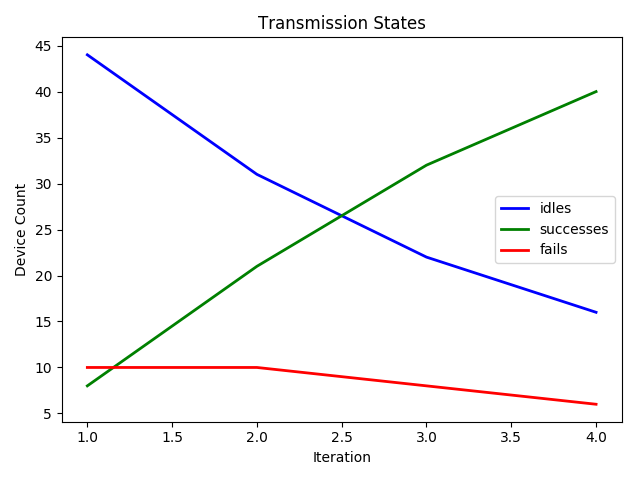 Transmission States
Device Count
45
40
35
30
25
20
15
10
5
idles
successes
fails
1.0 1.5 2.0 2.5 3.0 3.5 4.0
Iteration